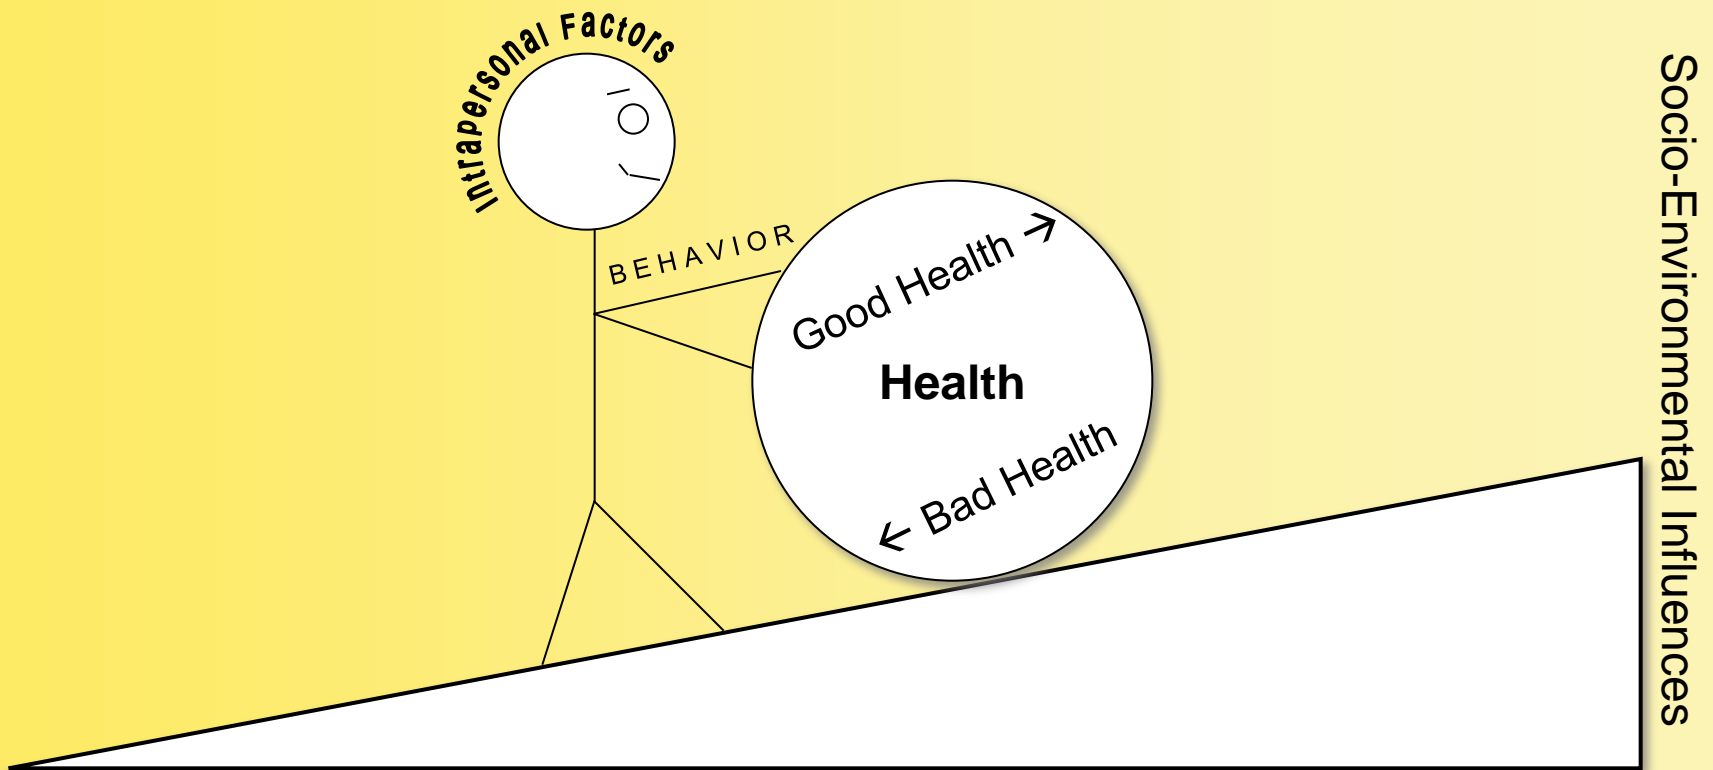 Intrapersonal Factors
BEHAVIOR
Good Health →
Health
← Bad Health
Socio-Environmental Influences